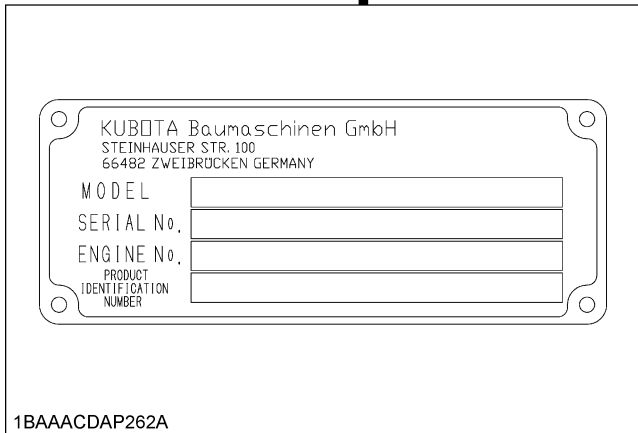 KUBOTA Baumaschinen GmbH
STEINHAUSER STR. 100
66482 ZWEIBRÜCKEN GERMANY
MODEL
SERIAL No.
ENGINE No.
PRODUCT
IDENTIFICATION
NUMBER
1BAAACDAP262A